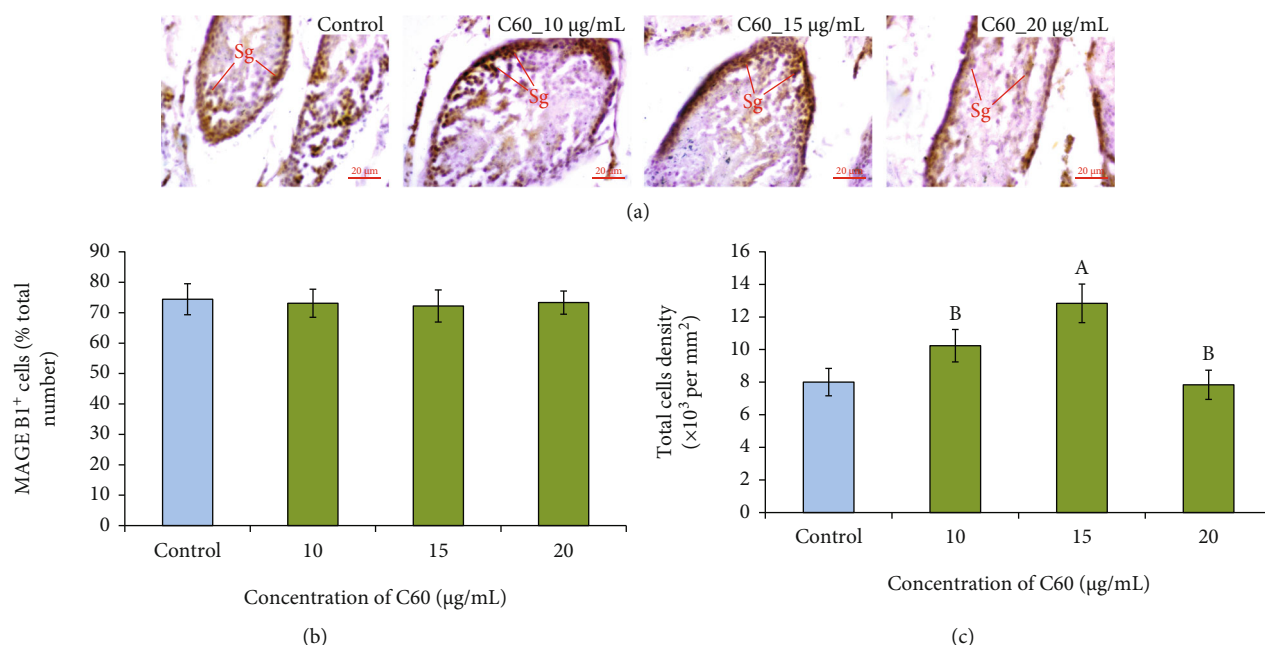 Control
C60_10 μg/mL
C60_15 μg/mL
C60_20 μg/mL
Sg
Sg
Sg
Sg
20 μm
20 μm
20 μm
20 μm
(a)
90
80
70
60
50
40
30
20
10
0
MAGE B1⁺ cells (% total
number)
Control
10
15
20
Concentration of C60 (μg/mL)
(b)
16
14
12
10
8
6
4
2
0
Total cells density
(×10³ per mm²)
B
A
B
Control
10
15
20
Concentration of C60 (μg/mL)
(c)